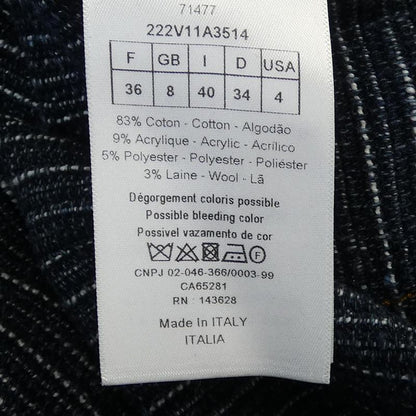 71477
222V11A3514
F GB I D USA
36 8 40 34 4
83% Coton - Cotton - Algodão
9% Acrylique - Acrylic - Acrílico
5% Polyester - Polyester - Poliéster
3% Laine - Wool - Lã
Dégorgement coloris possible
Possible bleeding color
Possivel vazamento de cor
F
CNPJ 02-046-366/0003-99
CA65281
RN : 143628
Made in ITALY
ITALIA